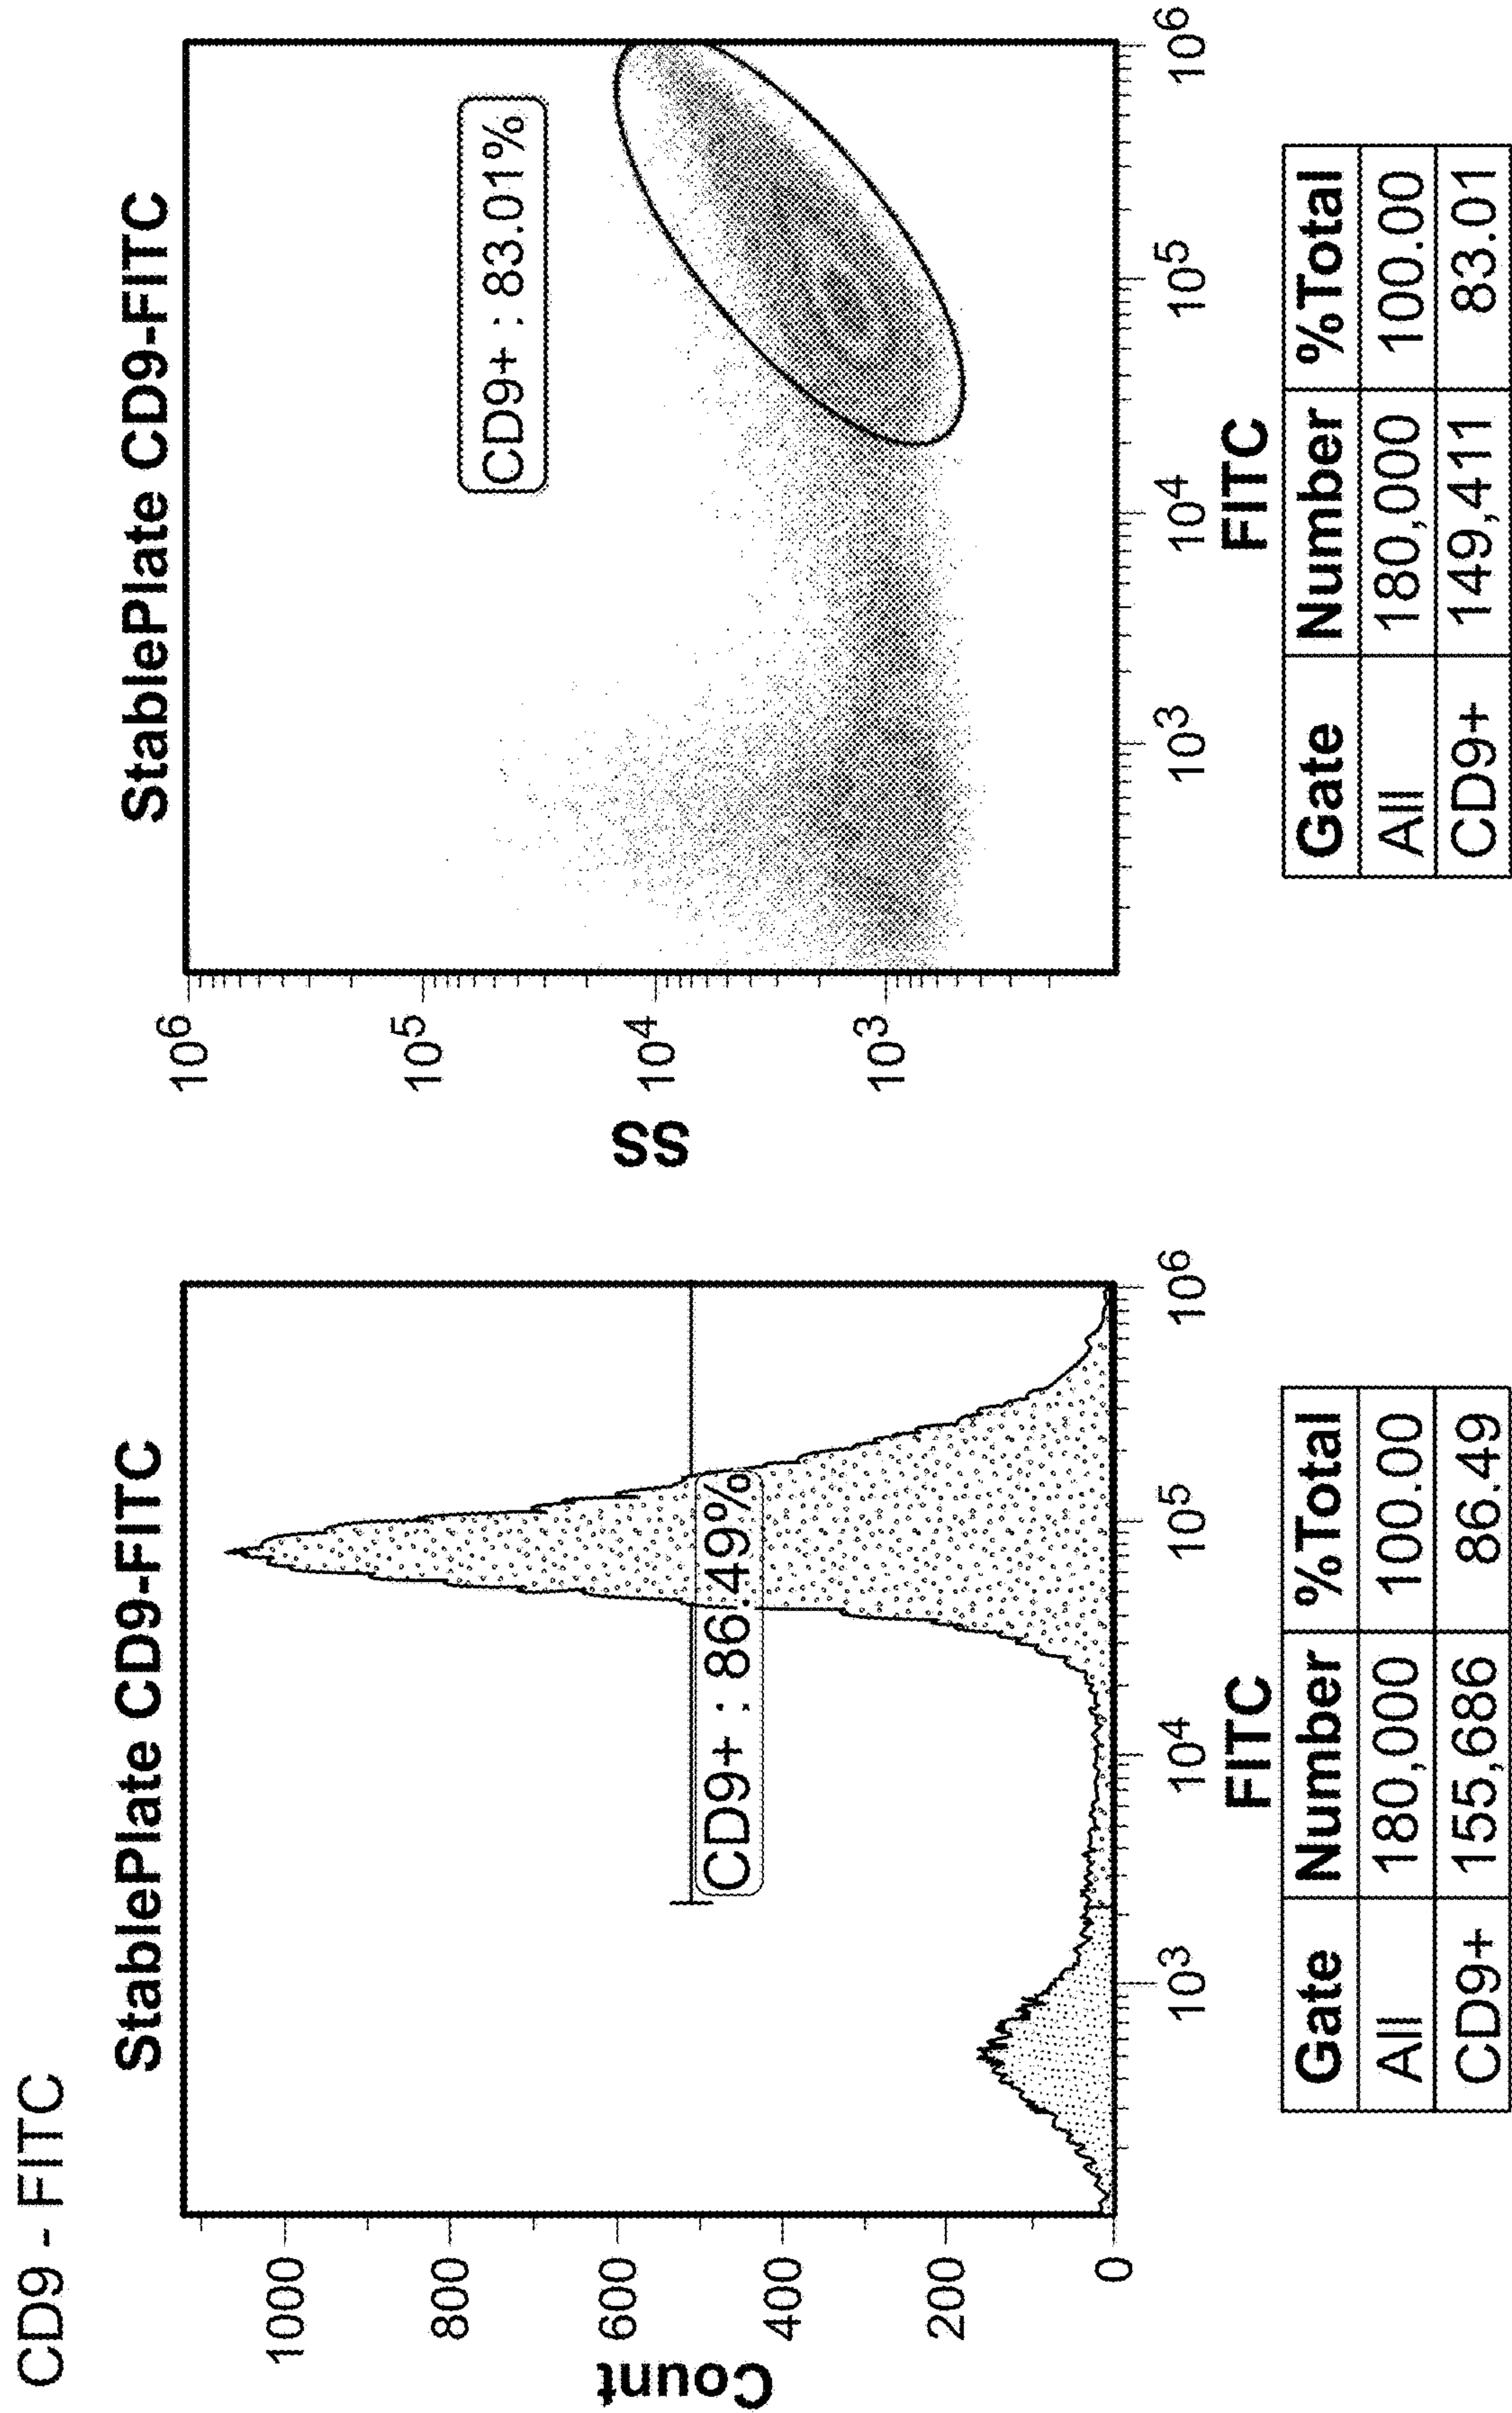 CD9 - FITC
StablePlate CD9-FITC
Count
1000
800
600
400
200
0
CD9+ : 86.49%
10³ 10⁴ 10⁵ 10⁶
FITC
Gate Number %Total
All 180,000 100.00
CD9+ 155,686 86.49
StablePlate CD9-FITC
SS
10⁶
10⁵
10⁴
10³
CD9+ : 83.01%
10³ 10⁴ 10⁵ 10⁶
FITC
Gate Number %Total
All 180,000 100.00
CD9+ 149,411 83.01